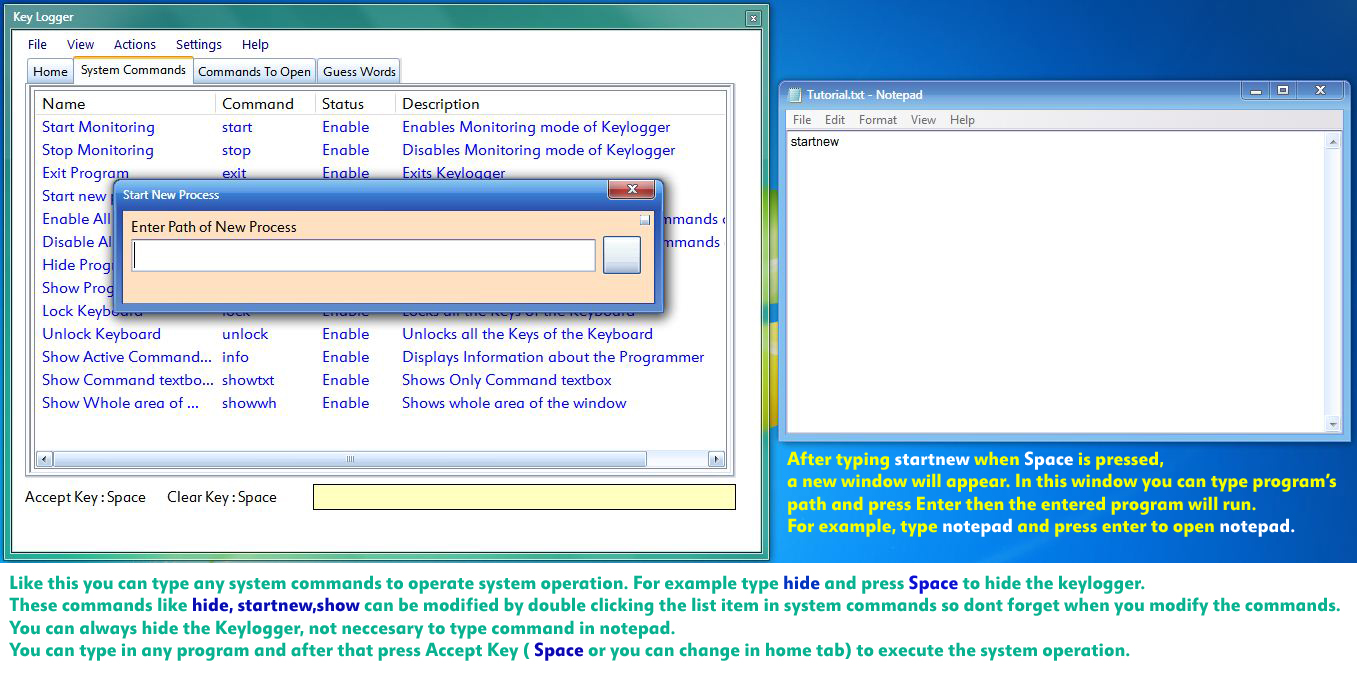 Key Logger
x
File View Actions Settings Help
Home System Commands Commands To Open Guess Words
Name Command Status Description
Start Monitoring start Enable Enables Monitoring mode of Keylogger
Stop Monitoring stop Enable Disables Monitoring mode of Keylogger
Exit Program exit Enable Exits Keylogger
Start new
Enable All
Disable Al
Hide Prog
Show Prog
Lock Keyboard lock Enable Locks all the Keys of the Keyboard
Unlock Keyboard unlock Enable Unlocks all the Keys of the Keyboard
Show Active Command... info Enable Displays Information about the Programmer
Show Command textbo... showtxt Enable Shows Only Command textbox
Show Whole area of ... showwh Enable Shows whole area of the window
Start New Process
Enter Path of New Process
Accept Key : Space Clear Key : Space
Tutorial.txt - Notepad
File Edit Format View Help
startnew
After typing startnew when Space is pressed,
a new window will appear. In this window you can type program's
path and press Enter then the entered program will run.
For example, type notepad and press enter to open notepad.
Like this you can type any system commands to operate system operation. For example type hide and press Space to hide the keylogger.
These commands like hide, startnew,show can be modified by double clicking the list item in system commands so dont forget when you modify the commands.
You can always hide the Keylogger, not neccesary to type command in notepad.
You can type in any program and after that press Accept Key ( Space or you can change in home tab) to execute the system operation.